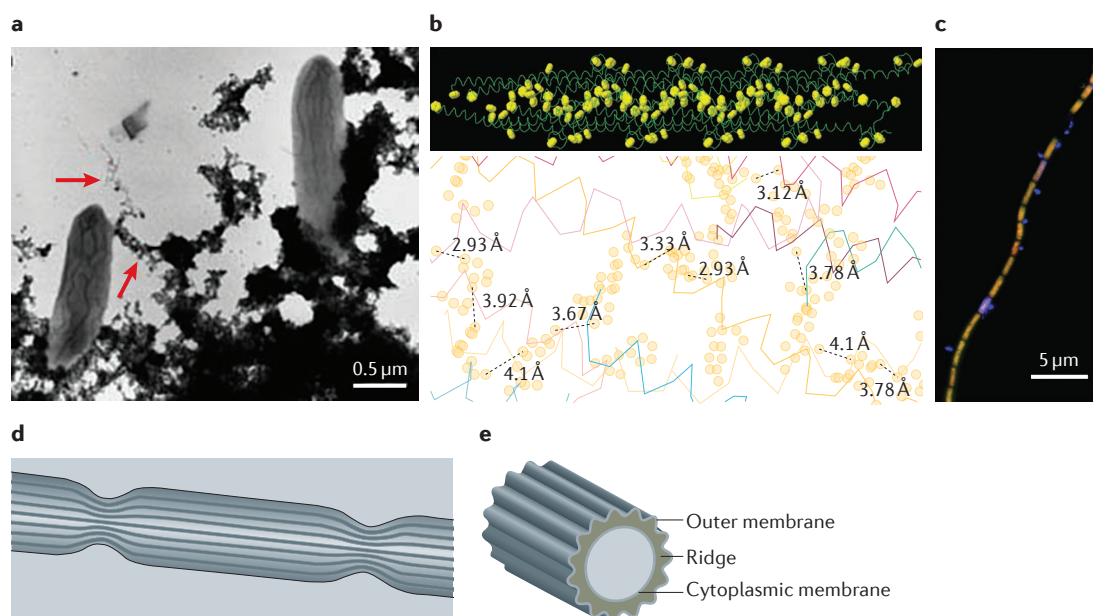 a
b
c
0.5 µm
3.12 Å
2.93 Å
3.33 Å
2.93 Å
3.78 Å
3.92 Å
3.67 Å
4.1 Å
4.1 Å
3.78 Å
5 µm
d
e
Outer membrane
Ridge
Cytoplasmic membrane